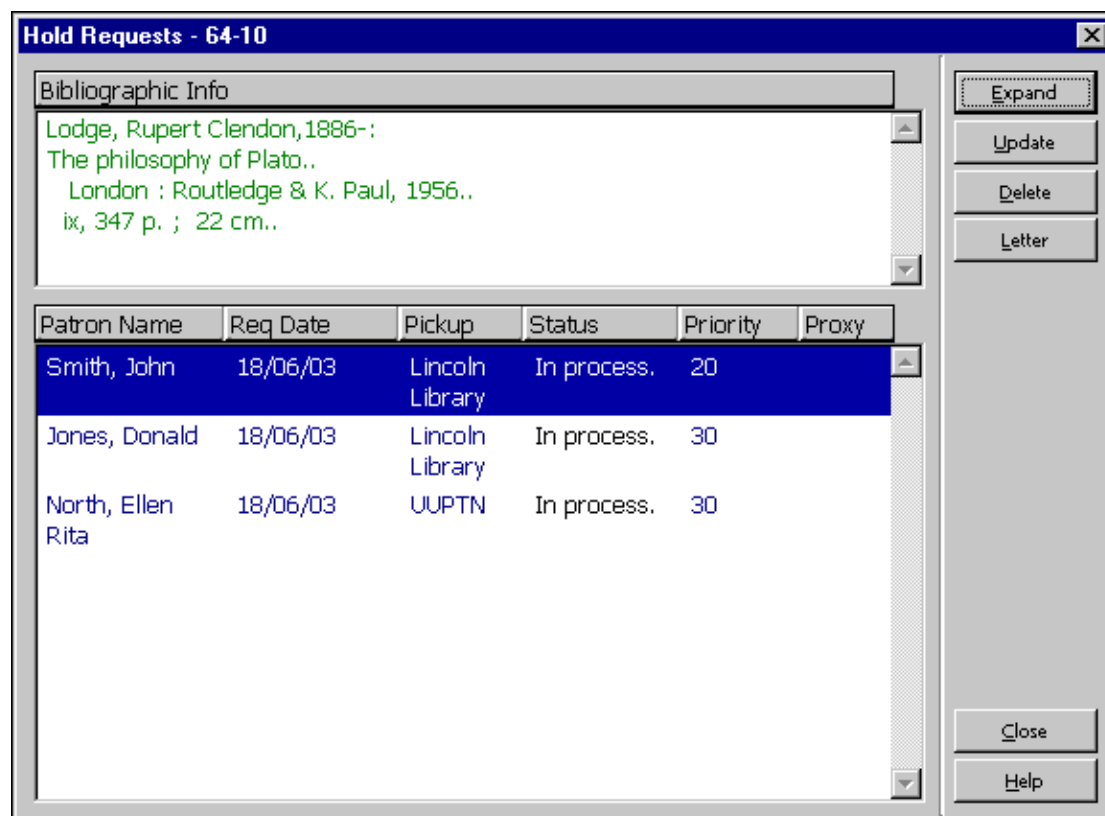 Hold Requests - 64-10
Bibliographic Info
Lodge, Rupert Clendon,1886-:
The philosophy of Plato..
London : Routledge & K. Paul, 1956..
ix, 347 p. ; 22 cm..
Patron Name Req Date Pickup Status Priority Proxy
Smith, John 18/06/03 Lincoln In process. 20
Library
Jones, Donald 18/06/03 Lincoln In process. 30
Library
North, Ellen 18/06/03 UUPTN In process. 30
Rita
Expand
Update
Delete
Letter
Close
Help